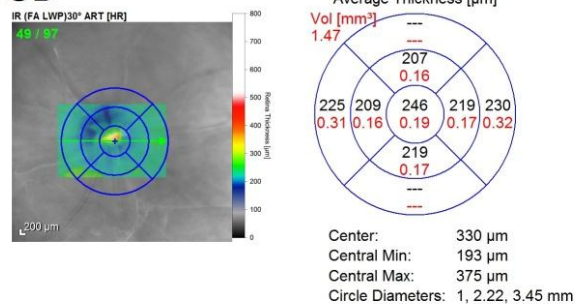 Average Thickness [µm]
IR (FA LWP)30° ART [HR]
49 / 97
200 µm
800
700
600
500
400
300
200
100
0
Retina Thickness [µm]
Vol [mm³]
1.47
---
---
207
0.16
225 209 246 219 230
0.31 0.16 0.19 0.17 0.32
219
0.17
---
---
Center: 330 µm
Central Min: 193 µm
Central Max: 375 µm
Circle Diameters: 1, 2.22, 3.45 mm